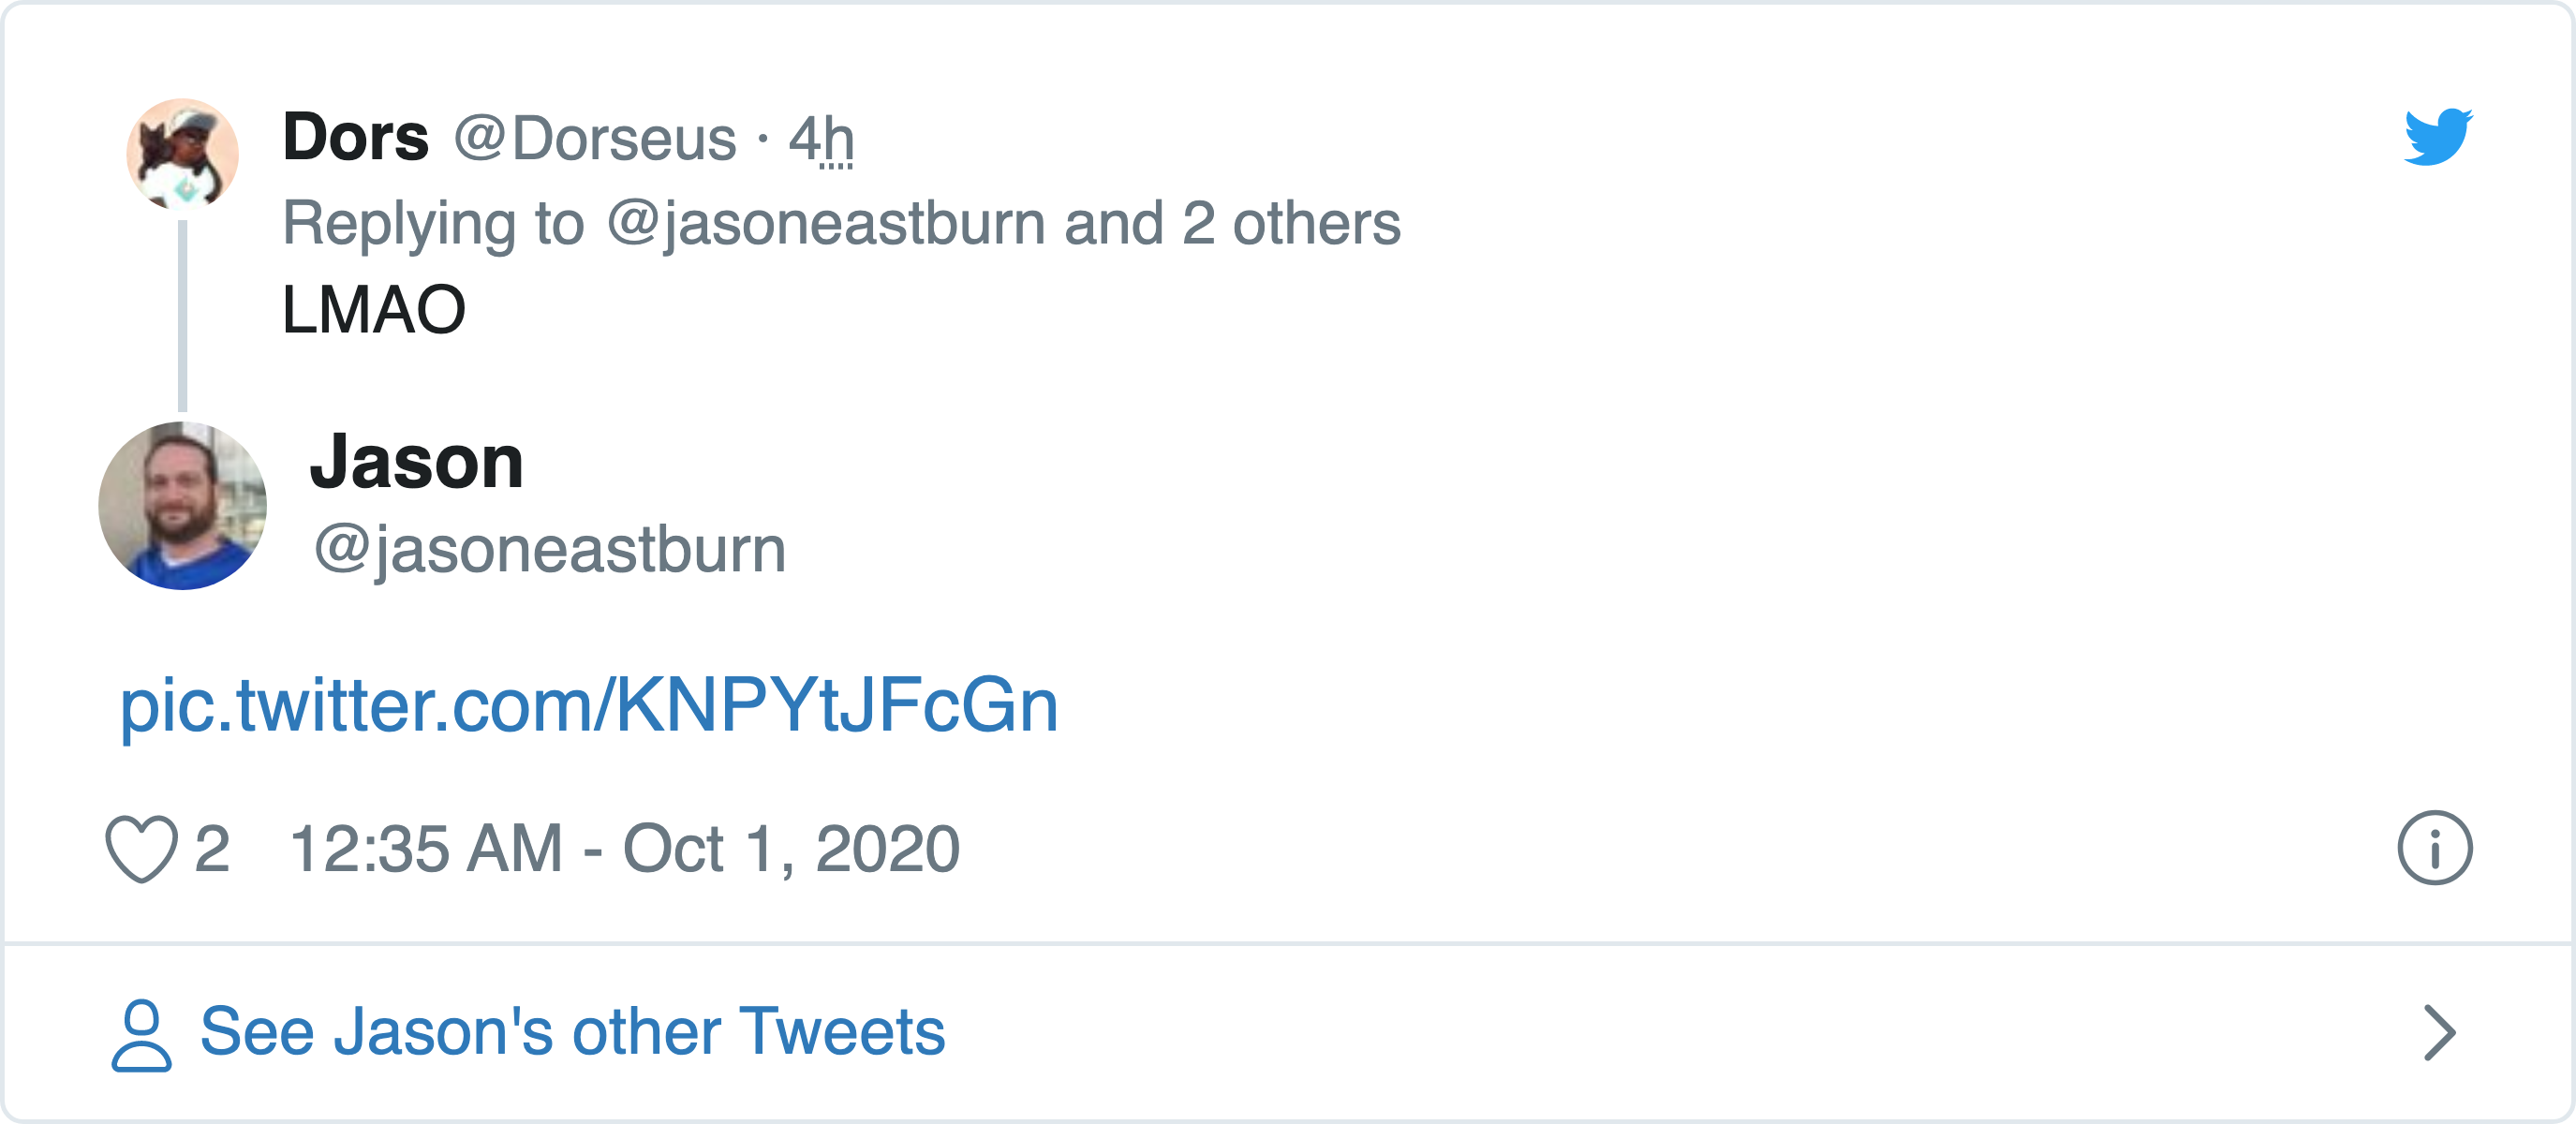 Dors @Dorseus · 4h
Replying to @jasoneastburn and 2 others
LMAO
Jason
@jasoneastburn
pic.twitter.com/KNPYtJFcGn
2 12:35 AM - Oct 1, 2020
See Jason's other Tweets